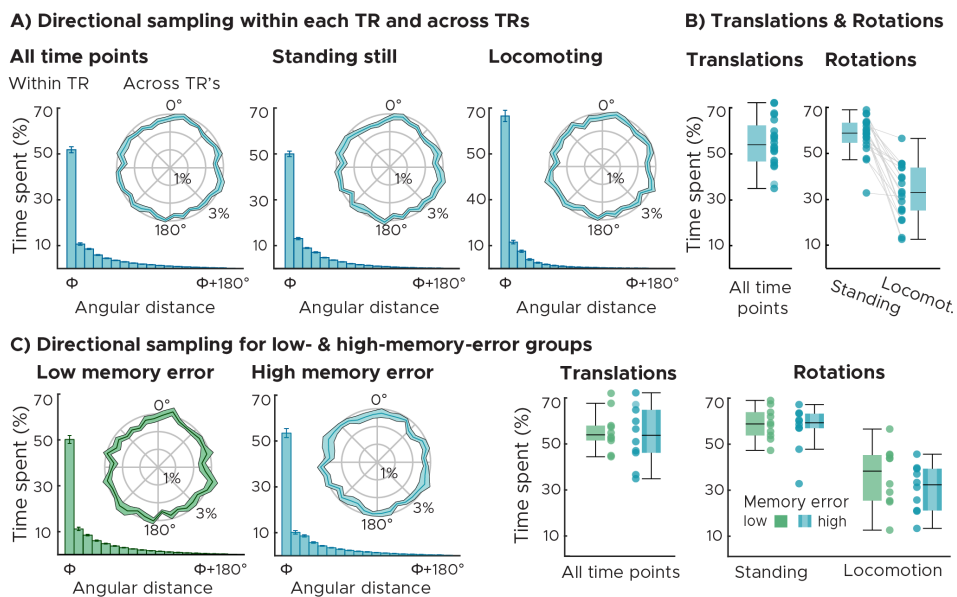 A) Directional sampling within each TR and across TRs
B) Translations & Rotations
All time points
Standing still
Locomoting
Translations
Rotations
Within TR
Across TR's
Time spent (%)
70
50
30
10
0°
1%
3%
180°
Φ
Φ+180°
Angular distance
70
50
30
10
0°
1%
3%
180°
Φ
Φ+180°
Angular distance
70
50
40
30
10
0°
1%
3%
180°
Φ
Φ+180°
Angular distance
Time spent (%)
70
50
30
10
All time
points
70
50
30
10
Standing
Locomot.
C) Directional sampling for low- & high-memory-error groups
Low memory error
High memory error
Translations
Rotations
Time spent (%)
70
50
30
10
0°
1%
3%
180°
Φ
Φ+180°
Angular distance
70
50
30
10
0°
1%
3%
180°
Φ
Φ+180°
Angular distance
Time spent (%)
70
50
30
10
All time points
Time spent (%)
70
50
30
10
Memory error
low
high
Standing
Locomotion